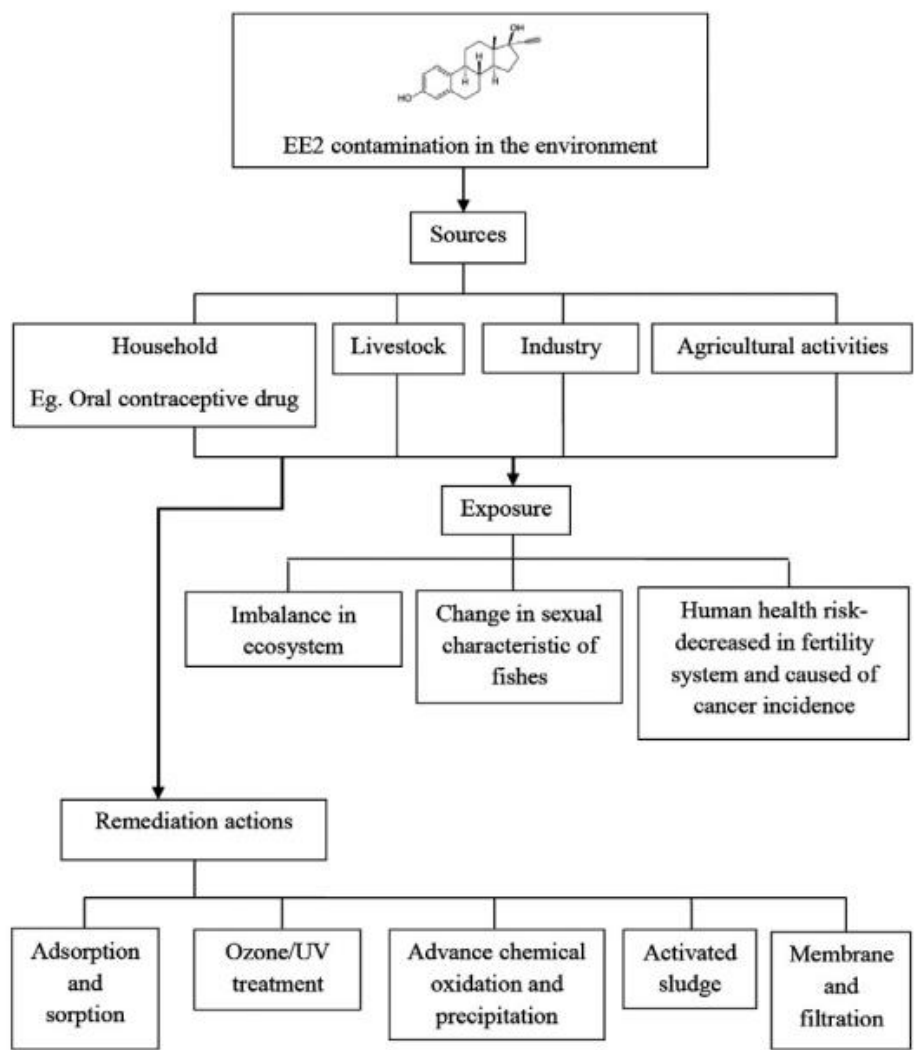 OH
H
H
H
HO
EE2 contamination in the environment
Sources
Household
Eg. Oral contraceptive drug
Livestock
Industry
Agricultural activities
Exposure
Imbalance in
ecosystem
Change in sexual
characteristic of
fishes
Human health risk-
decreased in fertility
system and caused of
cancer incidence
Remediation actions
Adsorption
and
sorption
Ozone/UV
treatment
Advance chemical
oxidation and
precipitation
Activated
sludge
Membrane
and
filtration